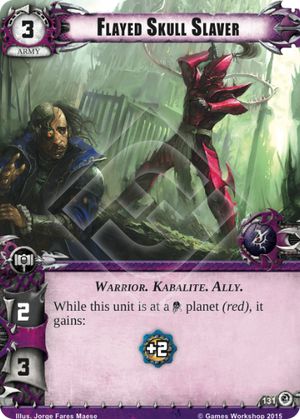 3
FLAYED SKULL SLAVER
ARMY
WARRIOR. KABALITE. ALLY.
While this unit is at a planet (red), it
gains:
+2
2
3
131
Illus. Jorge Fares Maese
© Games Workshop 2015